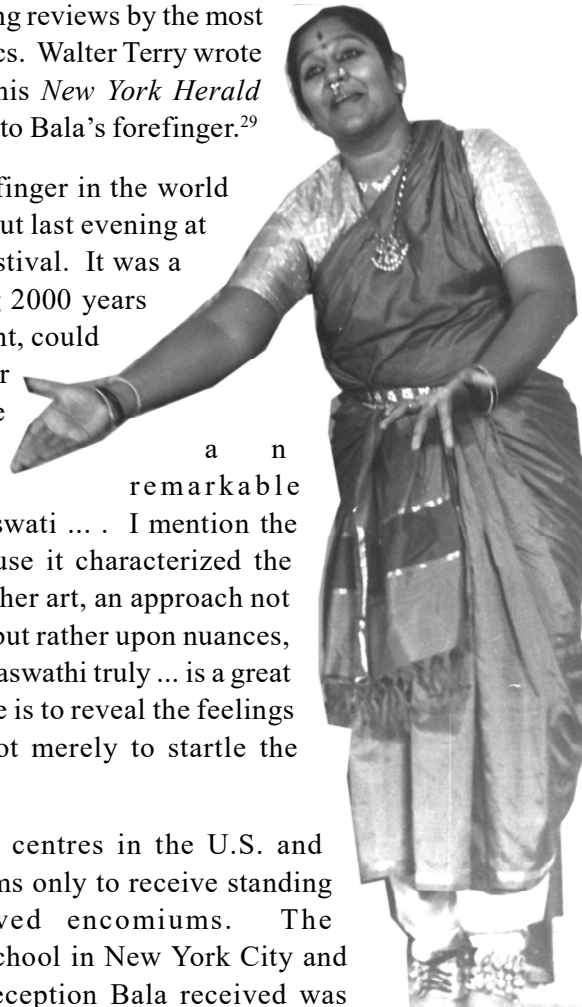 ng reviews by the most
cs. Walter Terry wrote
his New York Herald
to Bala's forefinger.29
finger in the world
ut last evening at
stival. It was a
g 2000 years
nt, could
r
e
a n
remarkable
swati ... . I mention the
use it characterized the
her art, an approach not
but rather upon nuances,
aswathi truly ... is a great
e is to reveal the feelings
ot merely to startle the
centres in the U.S. and
ms only to receive standing
ved encomiums. The
chool in New York City and
eception Bala received was